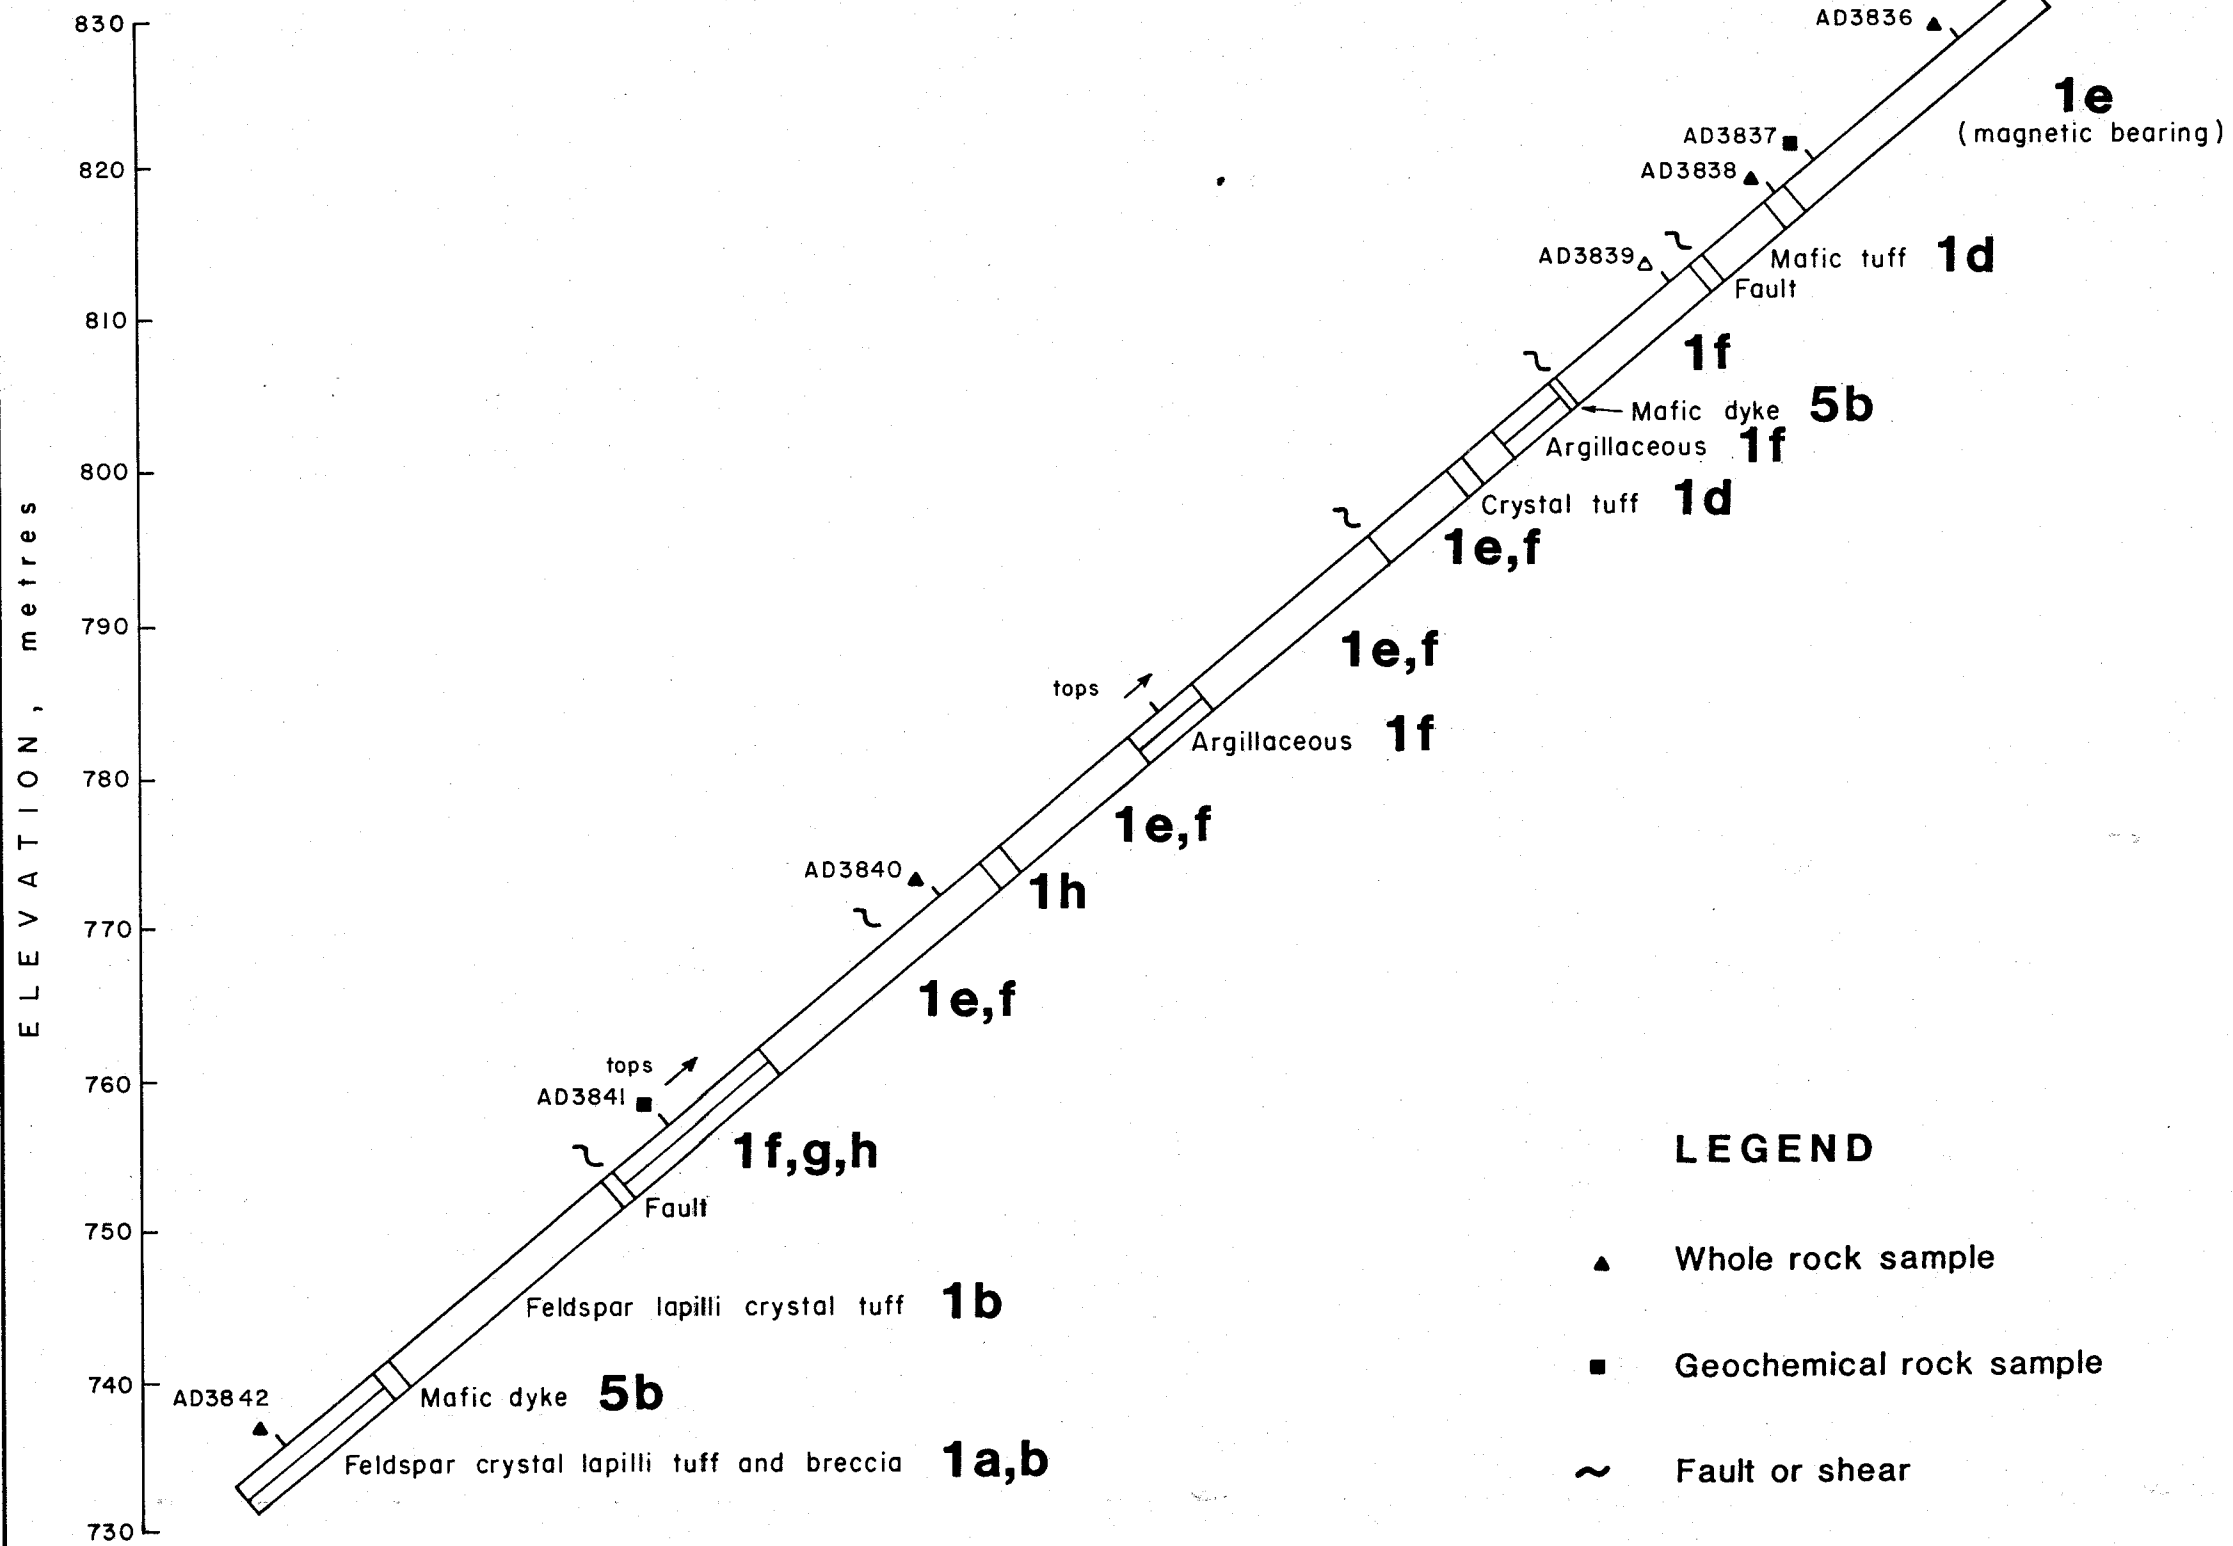 830
AD3836
1e
(magnetic bearing)
AD3837
820
AD3838
Mafic tuff 1d
AD3839
Fault
810
1f
Mafic dyke 5b
Argillaceous 1f
800
Crystal tuff 1d
1e,f
790
1e,f
tops
Argillaceous 1f
780
1e,f
AD3840
1h
770
1e,f
tops
760
AD3841
1f,g,h
Fault
750
Feldspar lapilli crystal tuff 1b
740
AD3842
Mafic dyke 5b
Feldspar crystal lapilli tuff and breccia 1a,b
730
ELEVATION, metres
LEGEND
Whole rock sample
Geochemical rock sample
Fault or shear